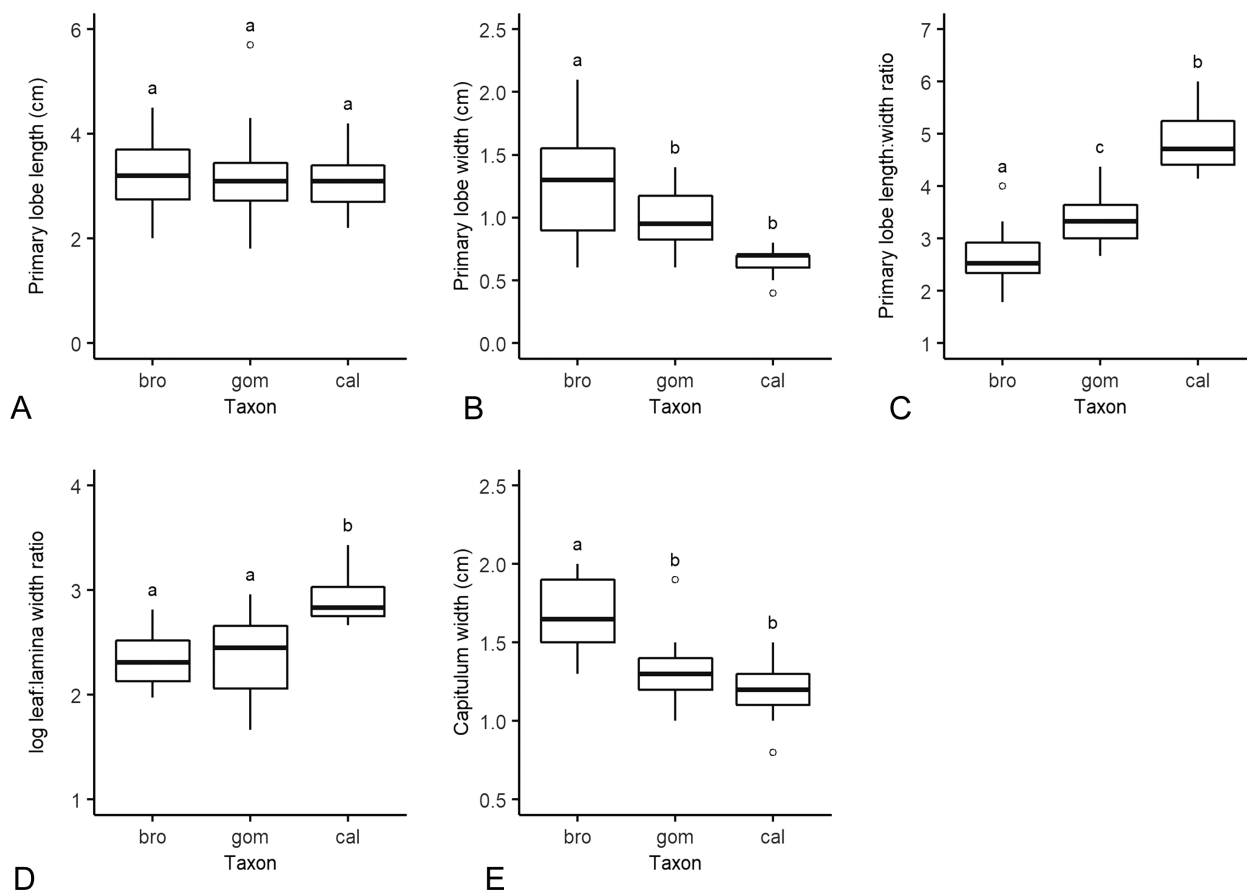 Primary lobe length (cm)
6
4
2
0
a
a
a
bro gom cal
Taxon
A
Primary lobe width (cm)
2.5
2.0
1.5
1.0
0.5
0.0
a
b
b
bro gom cal
Taxon
B
Primary lobe length:width ratio
7
6
5
4
3
2
1
a
c
b
bro gom cal
Taxon
C
log leaf:lamina width ratio
4
3
2
1
a
a
b
bro gom cal
Taxon
D
Capitulum width (cm)
2.5
2.0
1.5
1.0
0.5
a
b
b
bro gom cal
Taxon
E